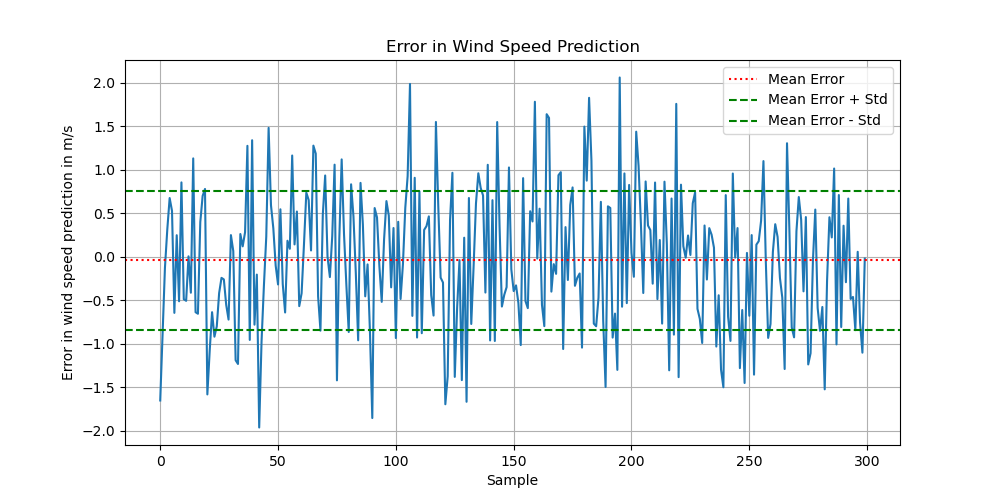 Error in Wind Speed Prediction
Error in wind speed prediction in m/s
2.0
1.5
1.0
0.5
0.0
−0.5
−1.0
−1.5
−2.0
Mean Error
Mean Error + Std
Mean Error - Std
0 50 100 150 200 250 300
Sample